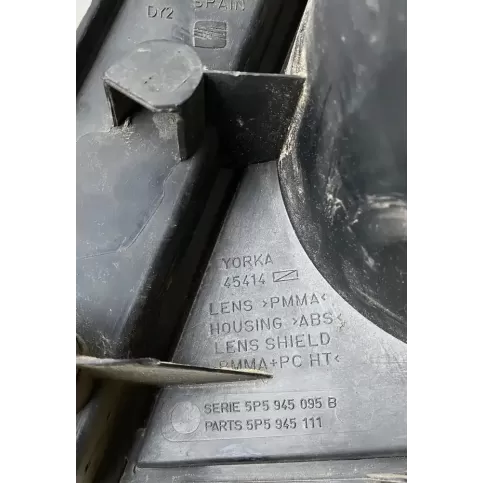 SPAIN
DY2
YORKA
45414
LENS >PMMA<
HOUSING >ABS<
LENS SHIELD
>PMMA+PC HT<
SERIE 5P5 945 095 B
PARTS 5P5 945 111